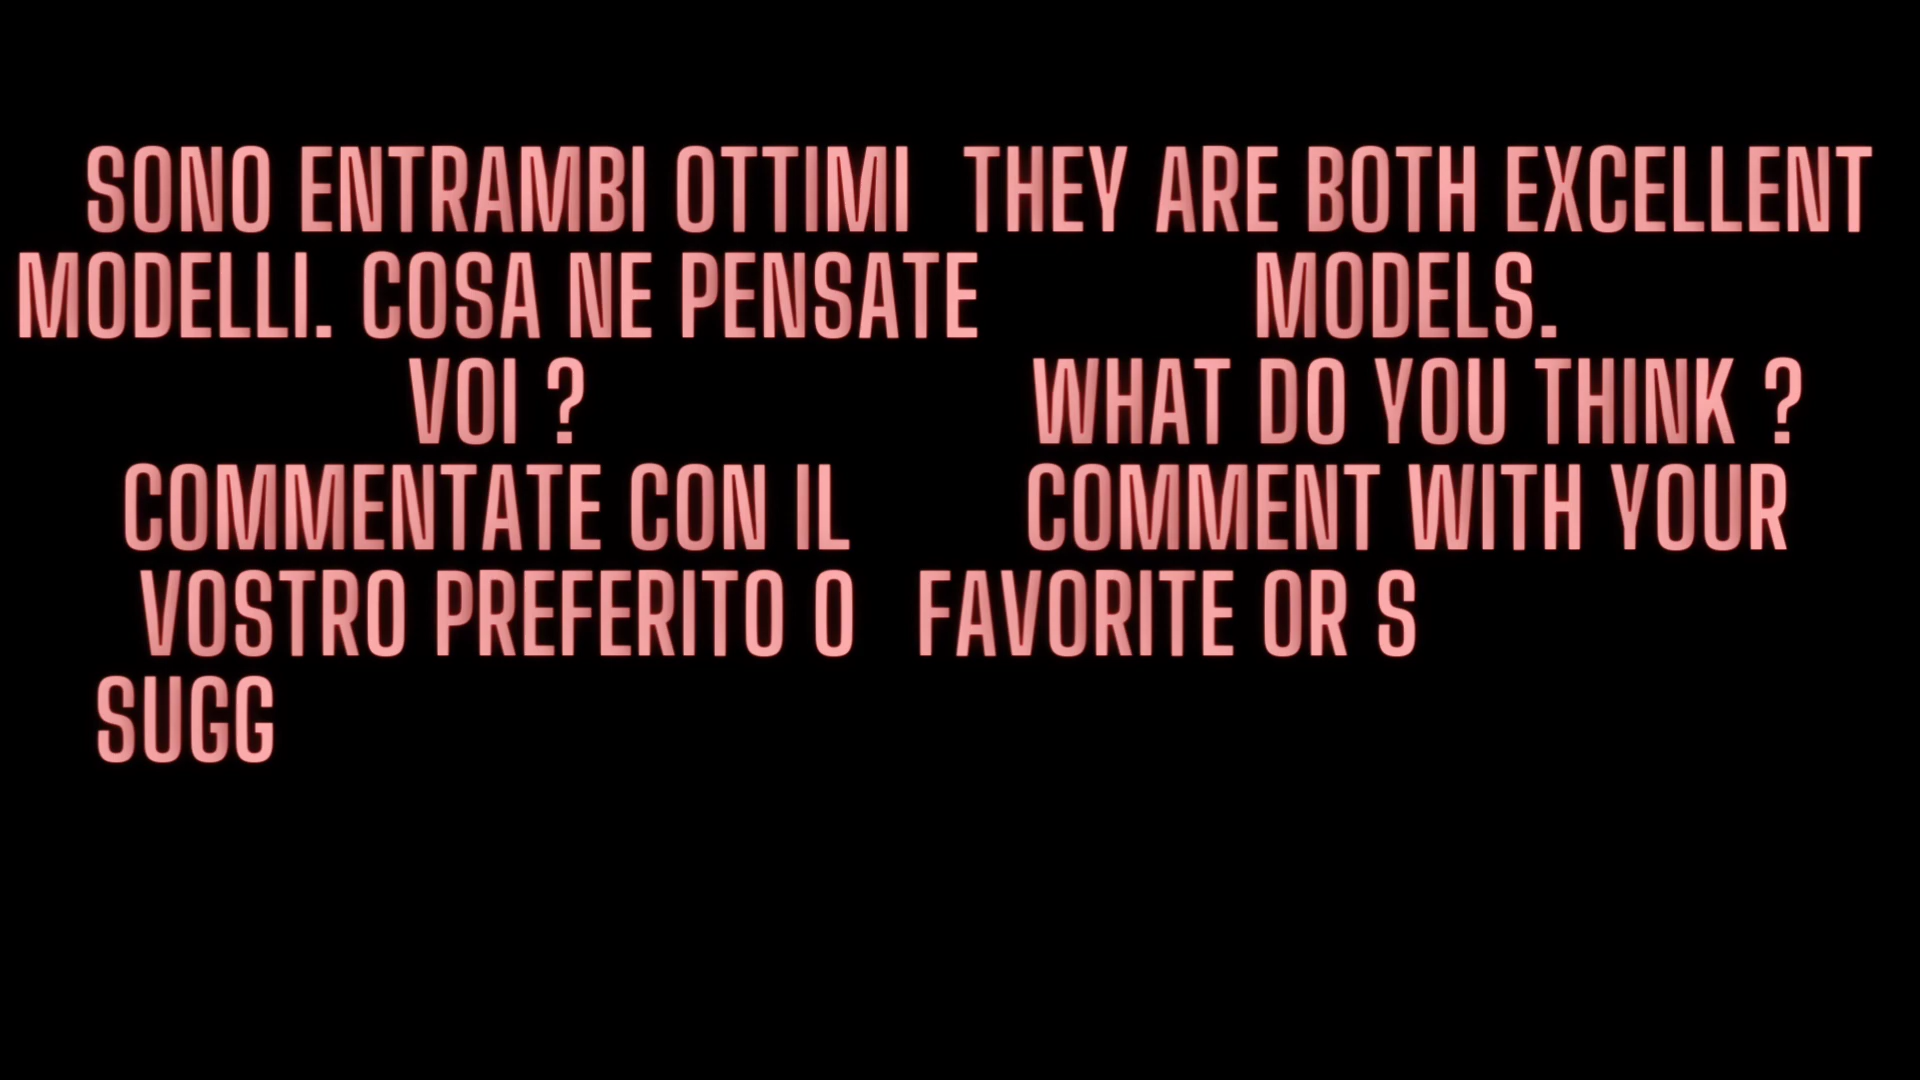 SONO ENTRAMBI OTTIMI
MODELLI. COSA NE PENSATE
VOI ?
COMMENTATE CON IL
VOSTRO PREFERITO O
SUGG
THEY ARE BOTH EXCELLENT
MODELS.
WHAT DO YOU THINK ?
COMMENT WITH YOUR
FAVORITE OR S